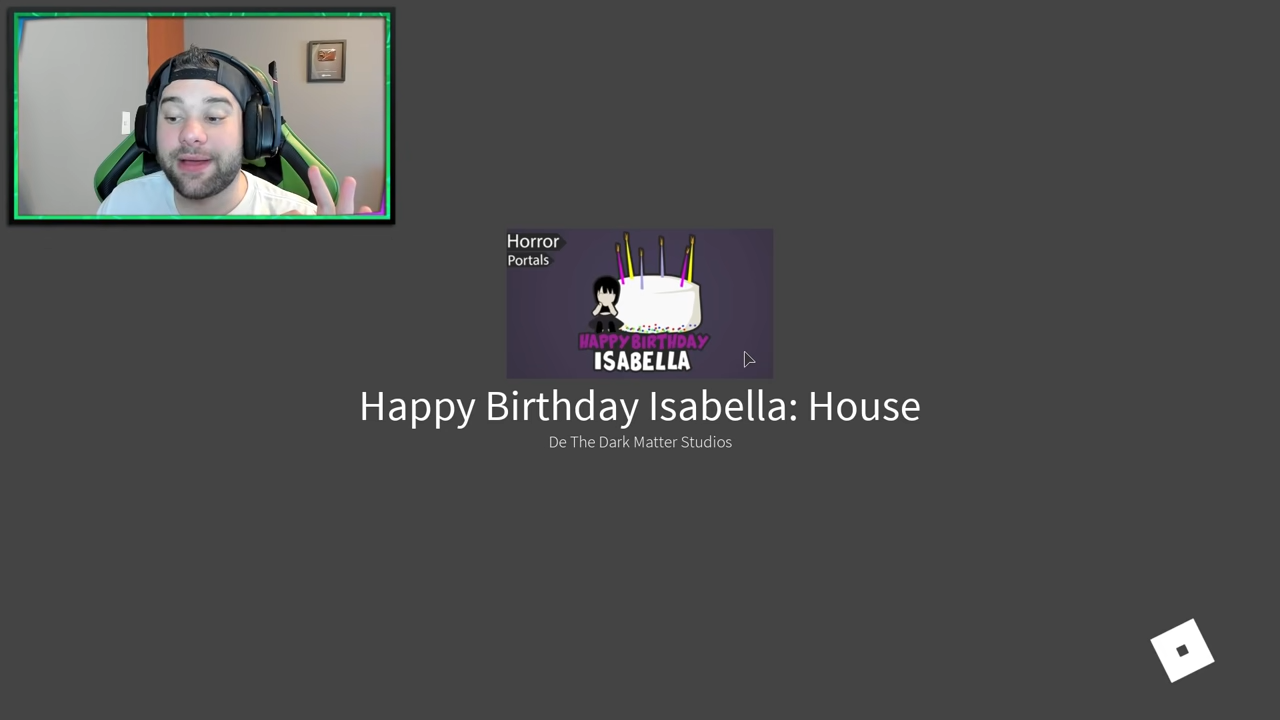 Horror
Portals
HAPPY BIRTHDAY
ISABELLA
Happy Birthday Isabella: House
De The Dark Matter Studios